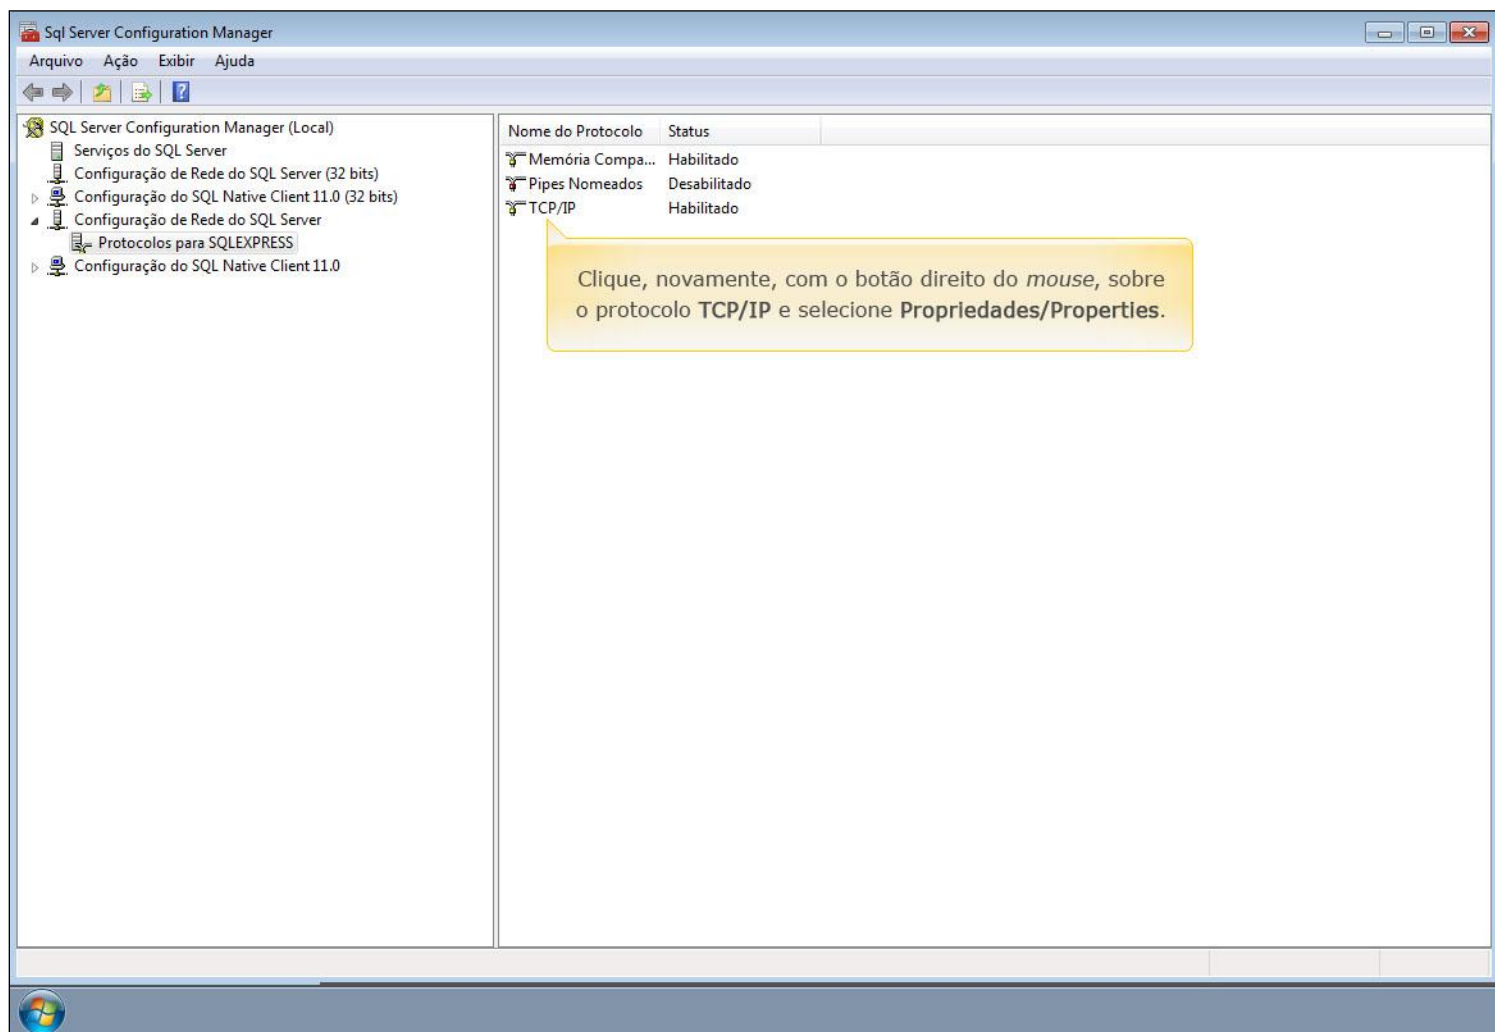 Sql Server Configuration Manager
Arquivo Ação Exibir Ajuda
SQL Server Configuration Manager (Local)
Serviços do SQL Server
Configuração de Rede do SQL Server (32 bits)
Configuração do SQL Native Client 11.0 (32 bits)
Configuração de Rede do SQL Server
Protocolos para SQLEXPRESS
Configuração do SQL Native Client 11.0
Nome do Protocolo Status
Memória Compa... Habilitado
Pipes Nomeados Desabilitado
TCP/IP Habilitado
Clique, novamente, com o botão direito do mouse, sobre
o protocolo TCP/IP e selecione Propriedades/Properties.